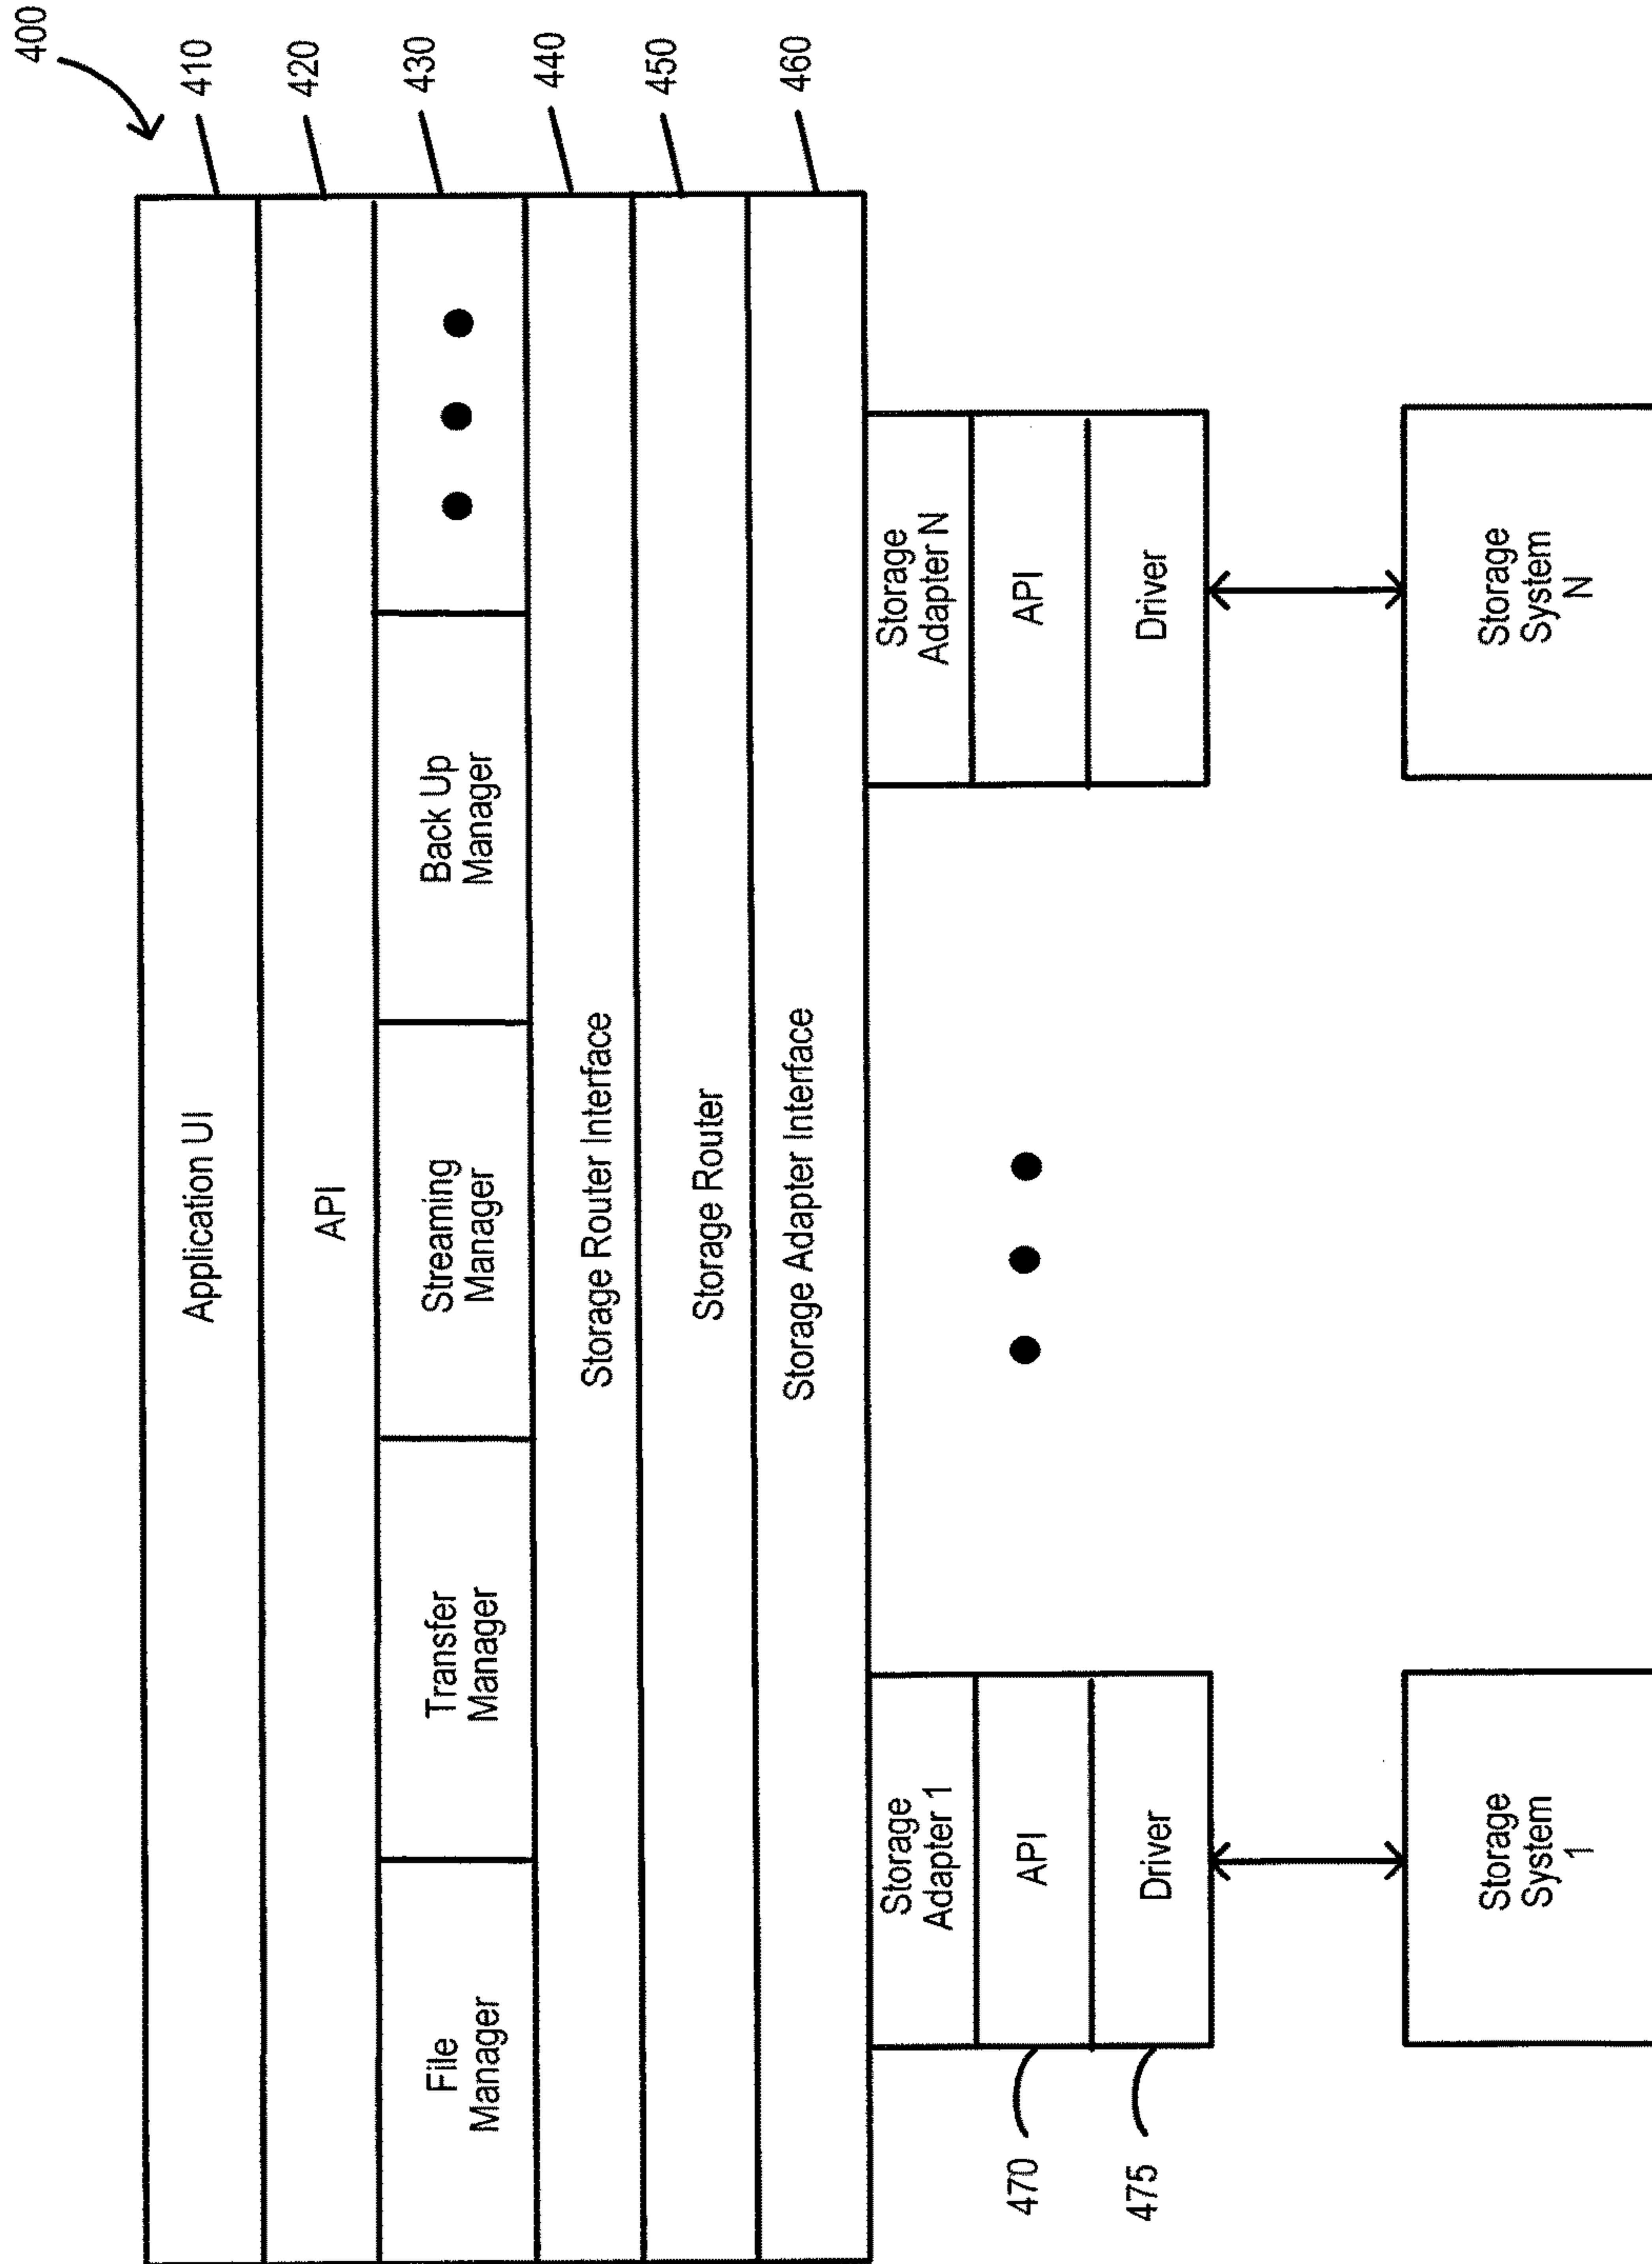 400
410
420
430
440
450
460
Application UI
API
File
Manager
Transfer
Manager
Streaming
Manager
Back Up
Manager
Storage Router Interface
Storage Router
Storage Adapter Interface
Storage
Adapter 1
API
Driver
470
475
Storage
Adapter N
API
Driver
Storage
System
1
Storage
System
N